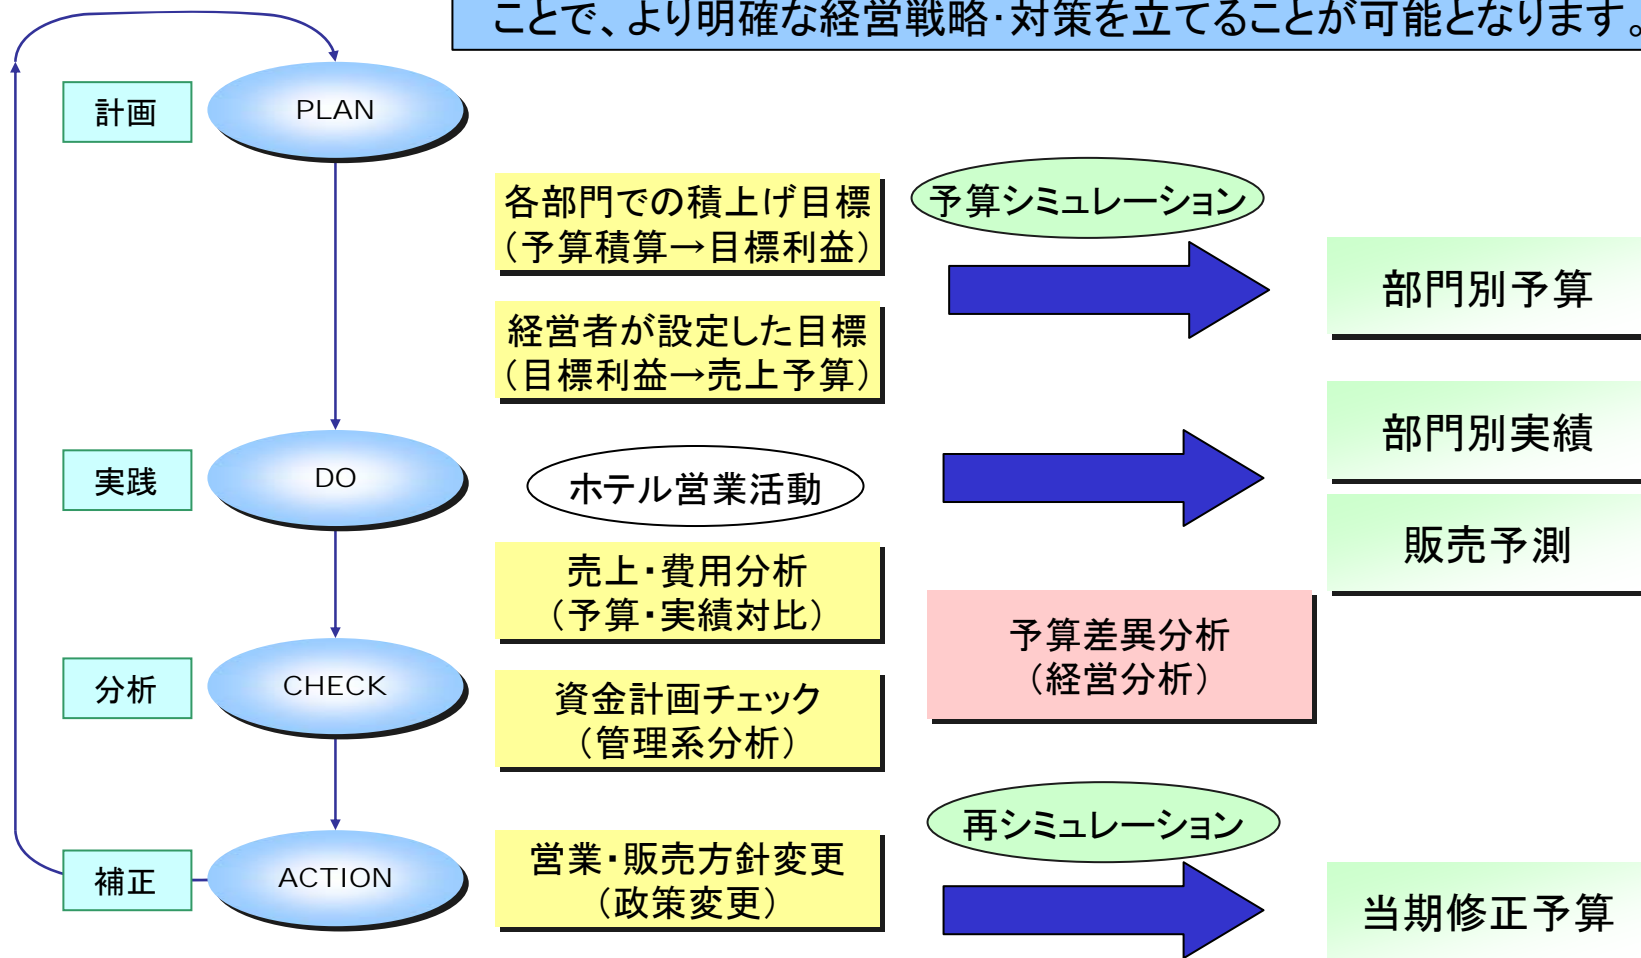 ことで、より明確な経営戦略・対策を立てることが可能となります。
計画
PLAN
各部門での積上げ目標
（予算積算→目標利益）
予算シミュレーション
部門別予算
経営者が設定した目標
（目標利益→売上予算）
実践
DO
ホテル営業活動
部門別実績
販売予測
売上・費用分析
（予算・実績対比）
予算差異分析
（経営分析）
分析
CHECK
資金計画チェック
（管理系分析）
補正
ACTION
営業・販売方針変更
（政策変更）
再シミュレーション
当期修正予算